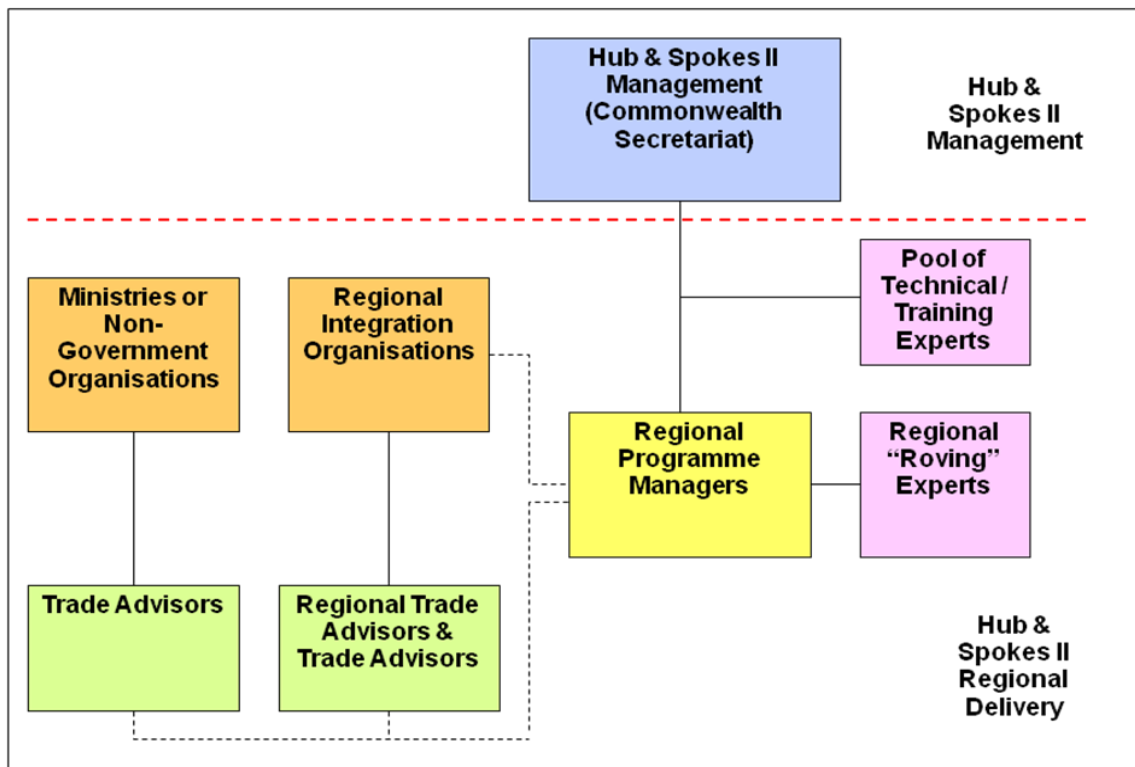 Hub & Spokes II
Management
(Commonwealth
Secretariat)
Hub &
Spokes II
Management
Pool of
Technical /
Training
Experts
Ministries or
Non-
Government
Organisations
Regional
Integration
Organisations
Regional
Programme
Managers
Regional
“Roving”
Experts
Trade Advisors
Regional Trade
Advisors &
Trade Advisors
Hub &
Spokes II
Regional
Delivery